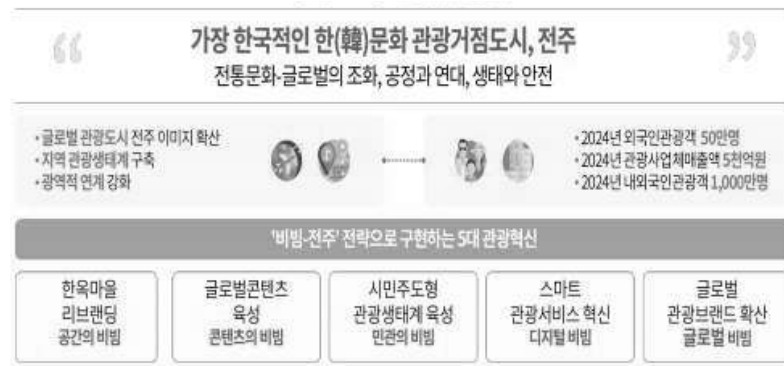 가장 한국적인 한(韓)문화 관광거점도시, 전주
전통문화-글로벌의 조화, 공정과 연대, 생태와 안전
• 글로벌 관광도시 전주 이미지 확산
• 지역 관광생태계 구축
• 광역적 연계 강화
• 2024년 외국인관광객 50만명
• 2024년 관광사업체매출액 5천억원
• 2024년 내외국인관광객 1,000만명
'비빔-전주' 전략으로 구현하는 5대 관광혁신
한옥마을
리브랜딩
공간의 비빔
글로벌콘텐츠
육성
콘텐츠의 비빔
시민주도형
관광생태계 육성
민관의 비빔
스마트
관광서비스 혁신
디지털 비빔
글로벌
관광브랜드 확산
글로벌 비빔